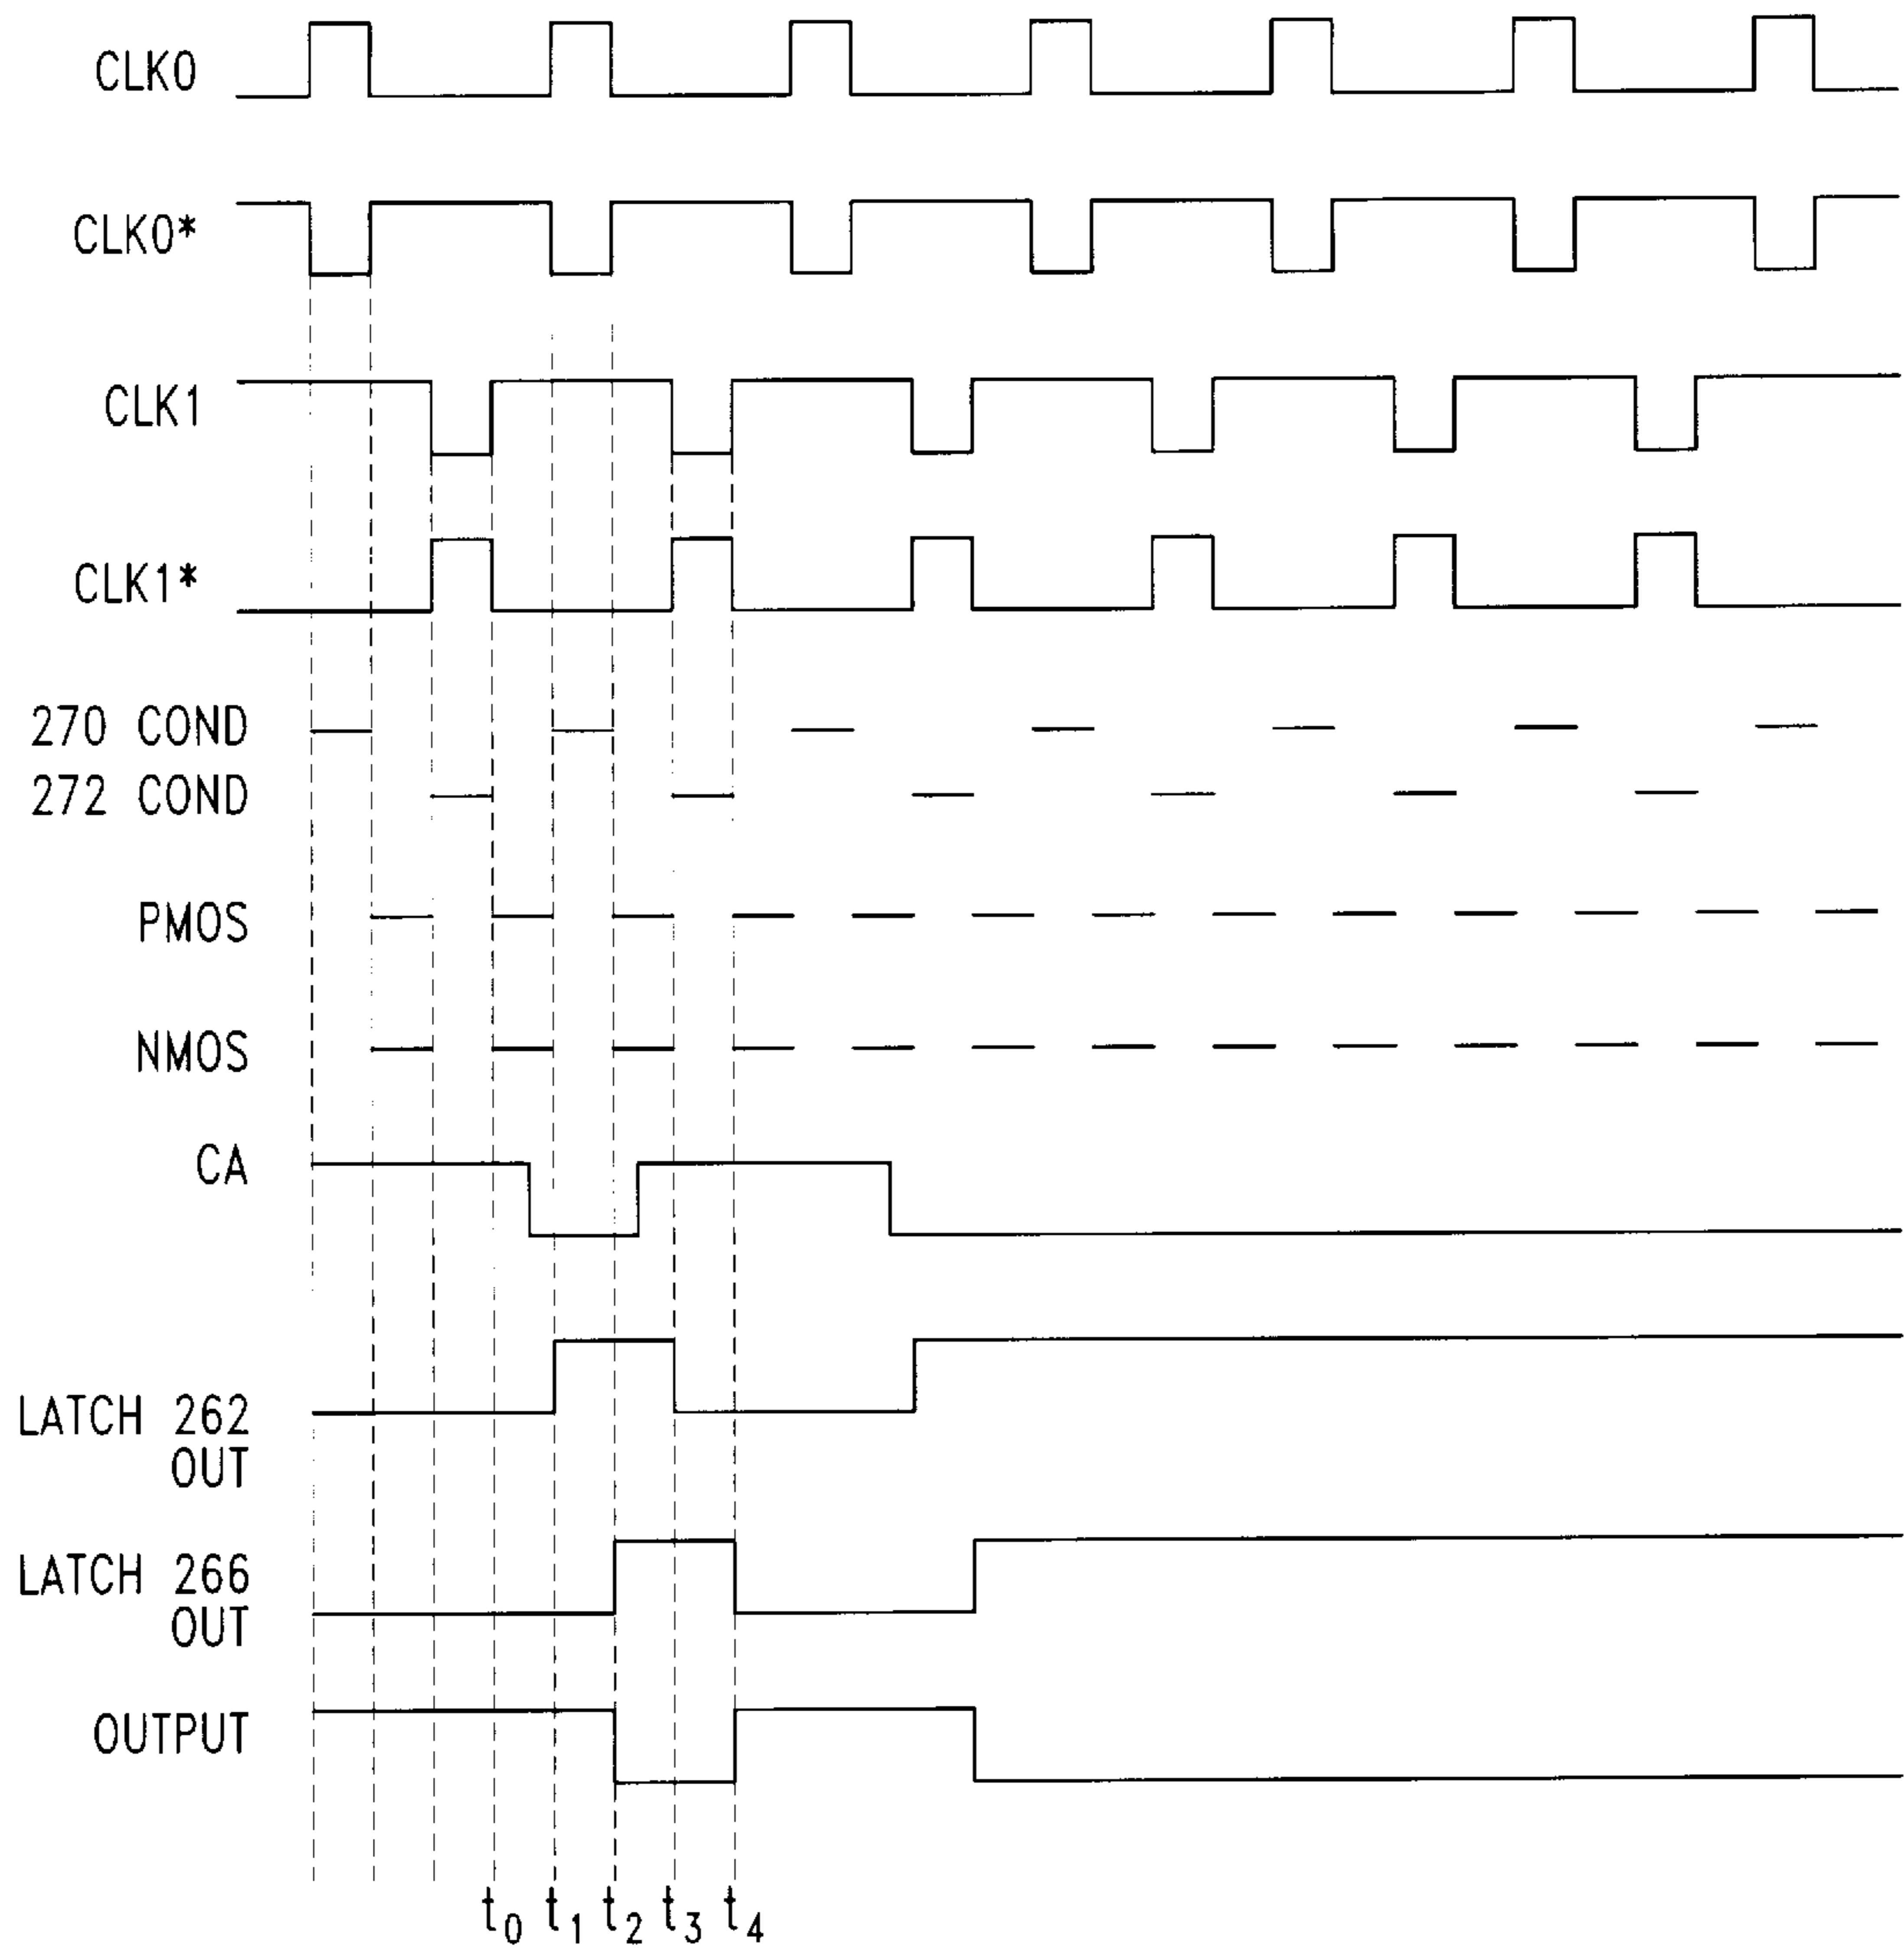 CLK0
CLK0*
CLK1
CLK1*
270 COND
272 COND
PMOS
NMOS
CA
LATCH 262
OUT
LATCH 266
OUT
OUTPUT
t0 t1 t2 t3 t4